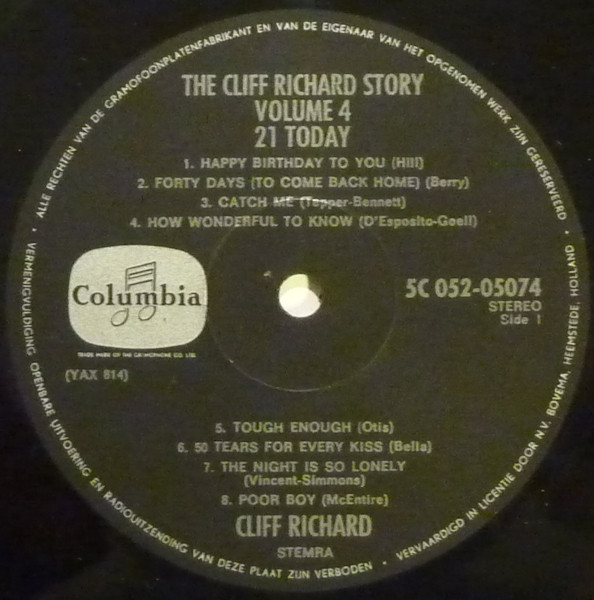 • ALLE RECHTEN VAN DE GRAMOFOONPLATENFABRIKANT EN VAN DE EIGENAAR VAN HET OPGENOMEN WERK ZIJN GERESERVEERD •
THE CLIFF RICHARD STORY
VOLUME 4
21 TODAY
1. HAPPY BIRTHDAY TO YOU (Hill)
2. FORTY DAYS (TO COME BACK HOME) (Berry)
3. CATCH ME (Tepper-Bennett)
4. HOW WONDERFUL TO KNOW (D'Esposito-Goell)
Columbia
TRADE MARK OF THE GRAMOPHONE CO. LTD.
(YAX 814)
5C 052-05074
STEREO
Side 1
5. TOUGH ENOUGH (Otis)
6. 50 TEARS FOR EVERY KISS (Bella)
7. THE NIGHT IS SO LONELY
(Vincent-Simmons)
8. POOR BOY (McEntire)
CLIFF RICHARD
STEMRA
VERMENIGVULDIGING OPENBARE UITVOERING EN RADIOUITZENDING VAN DEZE PLAAT ZIJN VERBODEN •
VERVAARDIGD IN LICENTIE DOOR N.V. BOVEMA, HEEMSTEDE, HOLLAND •